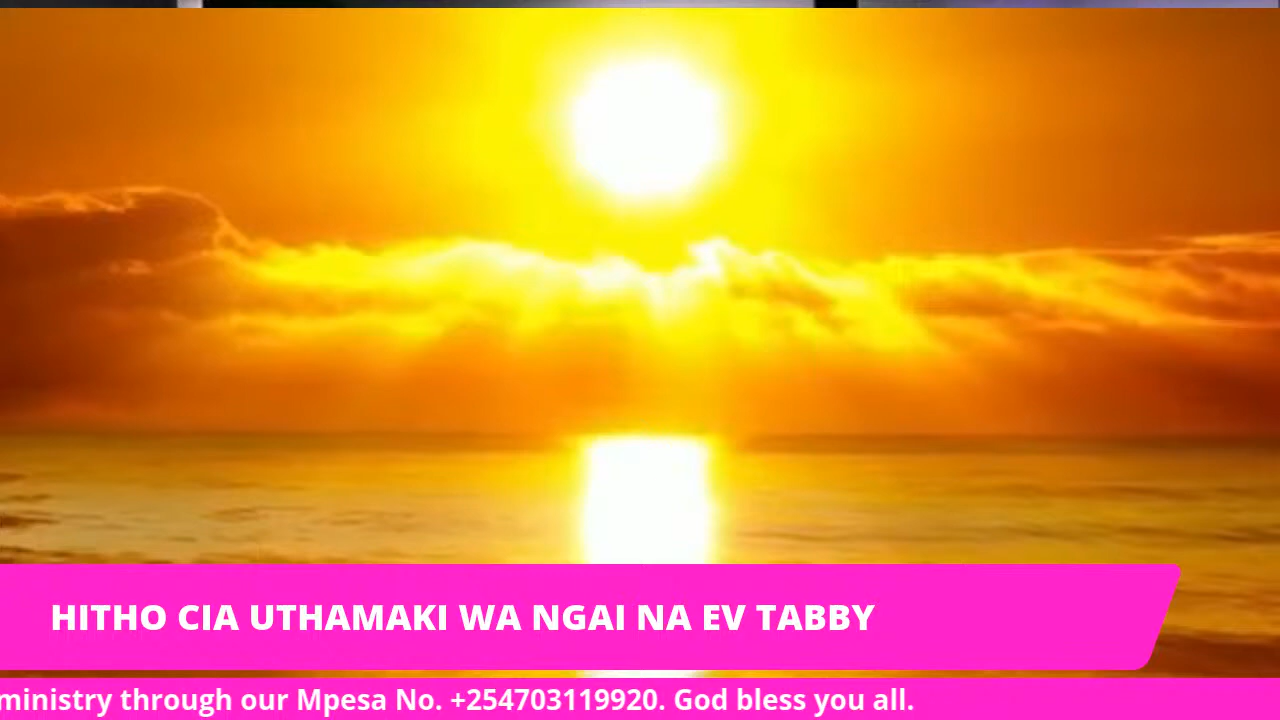 HITHO CIA UTHAMAKI WA NGAI NA EV TABBY
ministry through our Mpesa No. +254703119920. God bless you all.